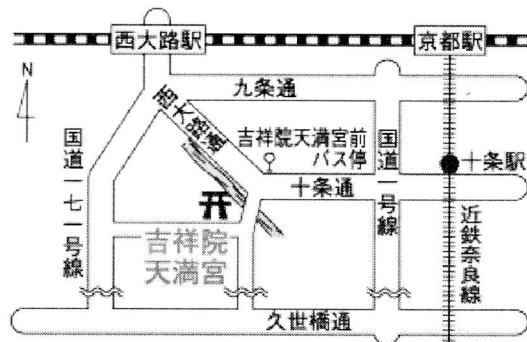 西大路駅
京都駅
N
九条通
西大路通
吉祥院天満宮前
バス停
国道一七一号線
国道一号線
十条駅
十条通
吉祥院
天満宮
近鉄奈良線
久世橋通